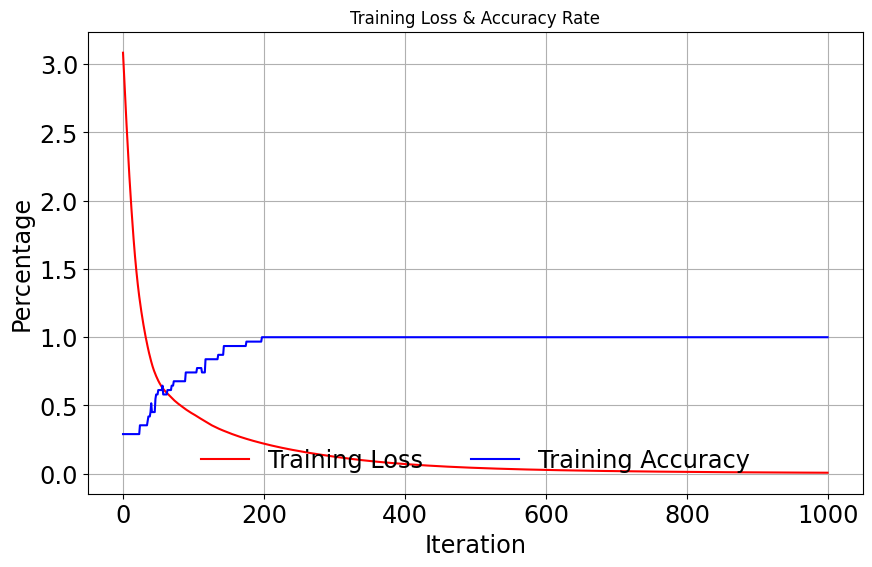 Training Loss & Accuracy Rate
Percentage
3.0
2.5
2.0
1.5
1.0
0.5
0.0
Training Loss Training Accuracy
0 200 400 600 800 1000
Iteration